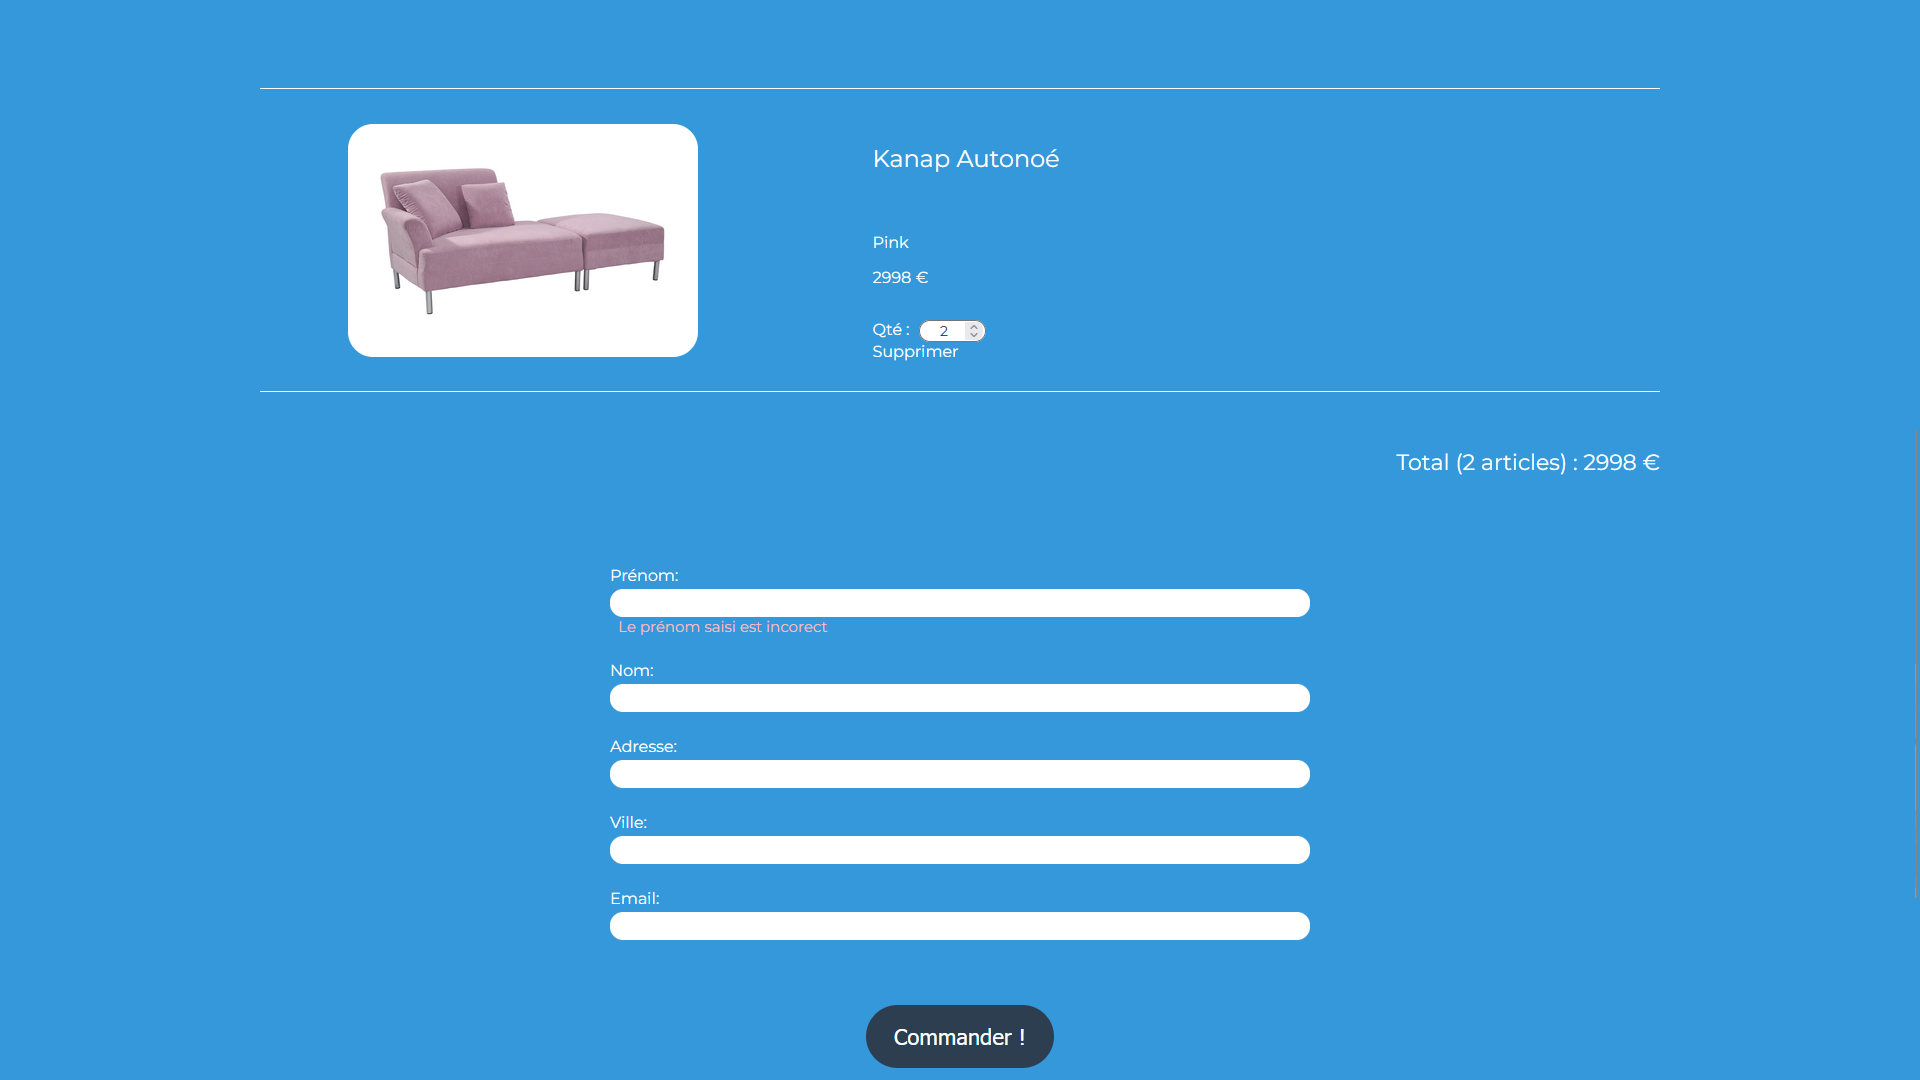 Kanap Autonoé
Pink
2998 €
Qté : 2
Supprimer
Total (2 articles) : 2998 €
Prénom:
Le prénom saisi est incorect
Nom:
Adresse:
Ville:
Email:
Commander !